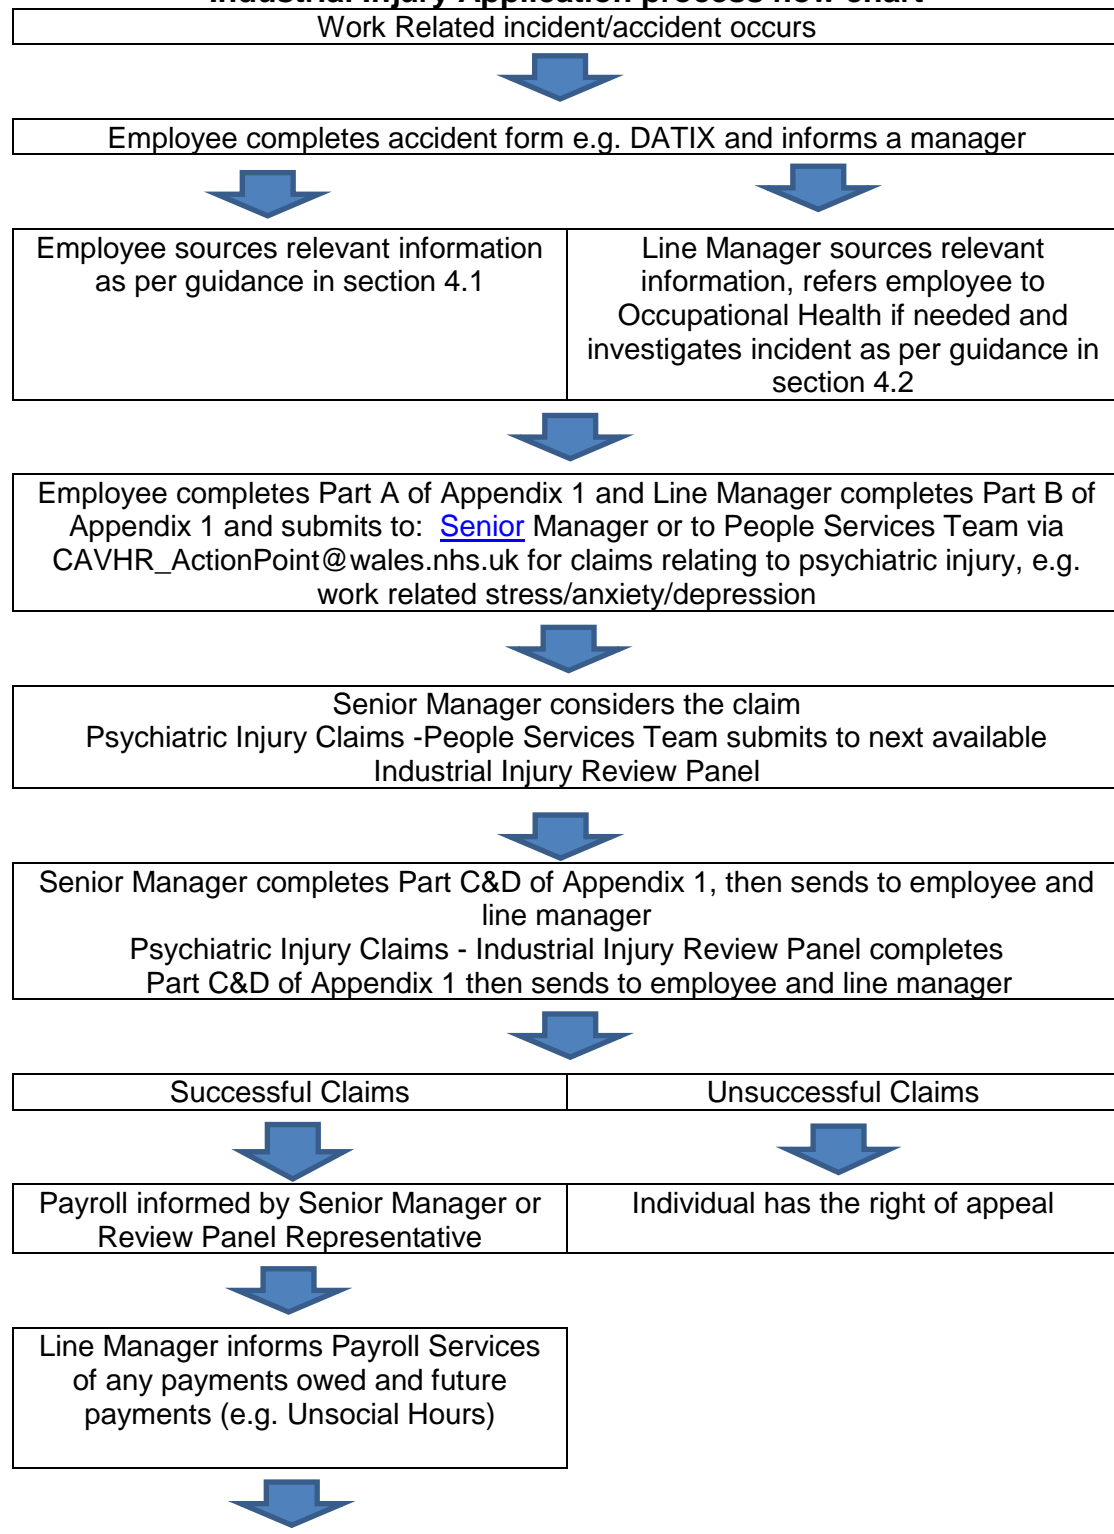 Industrial Injury Application process flow chart
Work Related incident/accident occurs
Employee completes accident form e.g. DATIX and informs a manager
Employee sources relevant information
as per guidance in section 4.1
Line Manager sources relevant
information, refers employee to
Occupational Health if needed and
investigates incident as per guidance in
section 4.2
Employee completes Part A of Appendix 1 and Line Manager completes Part B of
Appendix 1 and submits to: Senior Manager or to People Services Team via
CAVHR_ActionPoint@wales.nhs.uk for claims relating to psychiatric injury, e.g.
work related stress/anxiety/depression
Senior Manager considers the claim
Psychiatric Injury Claims -People Services Team submits to next available
Industrial Injury Review Panel
Senior Manager completes Part C&D of Appendix 1, then sends to employee and
line manager
Psychiatric Injury Claims - Industrial Injury Review Panel completes
Part C&D of Appendix 1 then sends to employee and line manager
Successful Claims
Unsuccessful Claims
Payroll informed by Senior Manager or
Review Panel Representative
Individual has the right of appeal
Line Manager informs Payroll Services
of any payments owed and future
payments (e.g. Unsocial Hours)